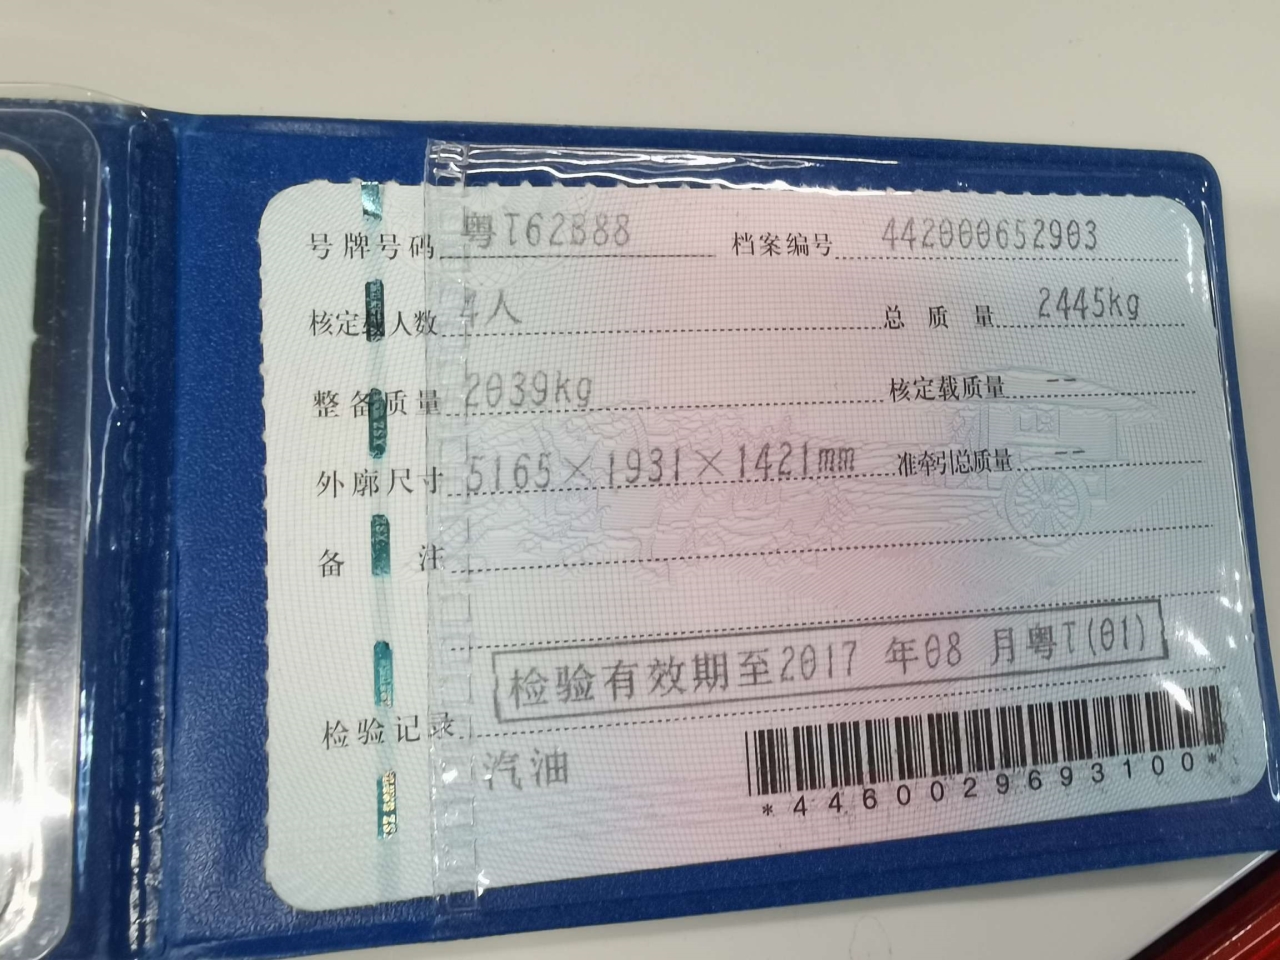 号牌号码 粤T62B88 档案编号 442000652903
核定载人数 4人 总质量 2445kg
整备质量 2039kg 核定载质量 --
外廓尺寸 5165×1931×1421mm 准牵引总质量 --
备注
检验有效期至2017年08月粤T(01)
检验记录
汽油
*4460029693100*